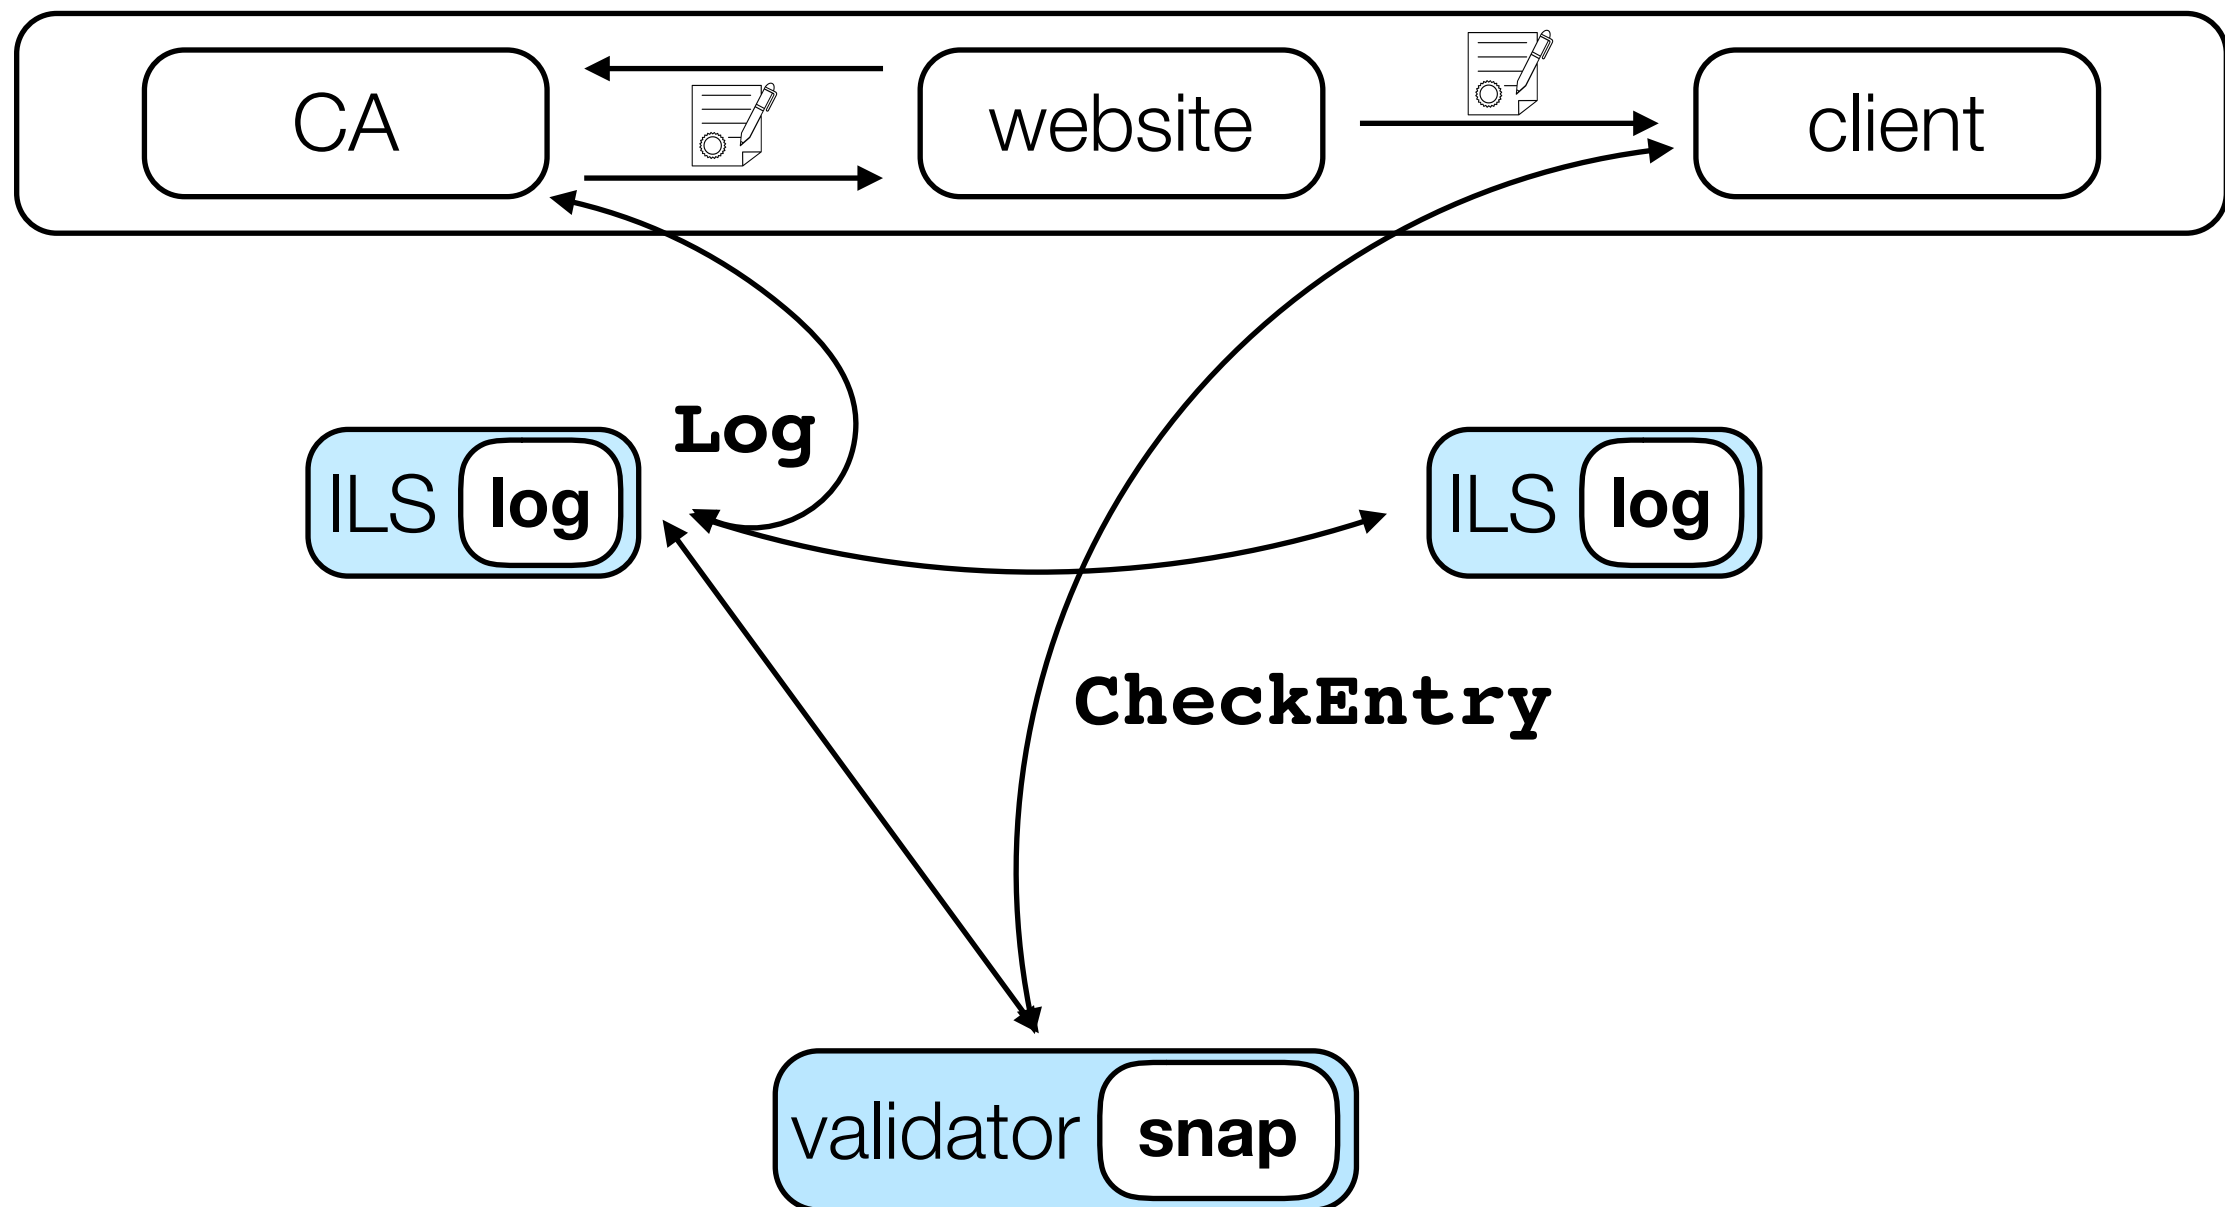 CA
website
client
Log
ILS log
ILS log
CheckEntry
validator snap